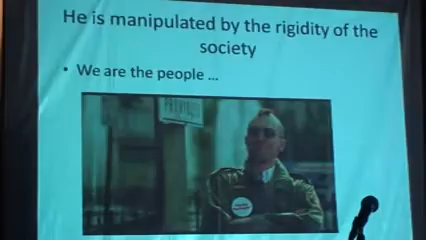 He is manipulated by the rigidity of the
society
• We are the people ...